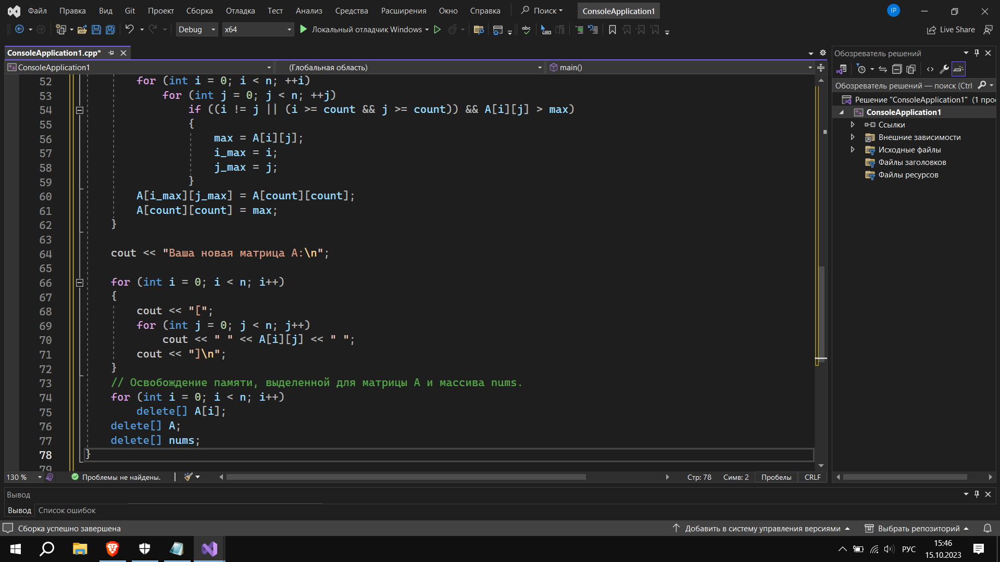 Файл Правка Вид Git Проект Сборка Отладка Тест Анализ Средства Расширения Окно Справка Поиск ConsoleApplication1 IP
Debug x64 Локальный отладчик Windows abc Live Share
ConsoleApplication1.cpp*
ConsoleApplication1 (Глобальная область) main()
52 for (int i = 0; i < n; ++i)
53 for (int j = 0; j < n; ++j)
54 if ((i != j || (i >= count && j >= count)) && A[i][j] > max)
55 {
56 max = A[i][j];
57 i_max = i;
58 j_max = j;
59 }
60 A[i_max][j_max] = A[count][count];
61 A[count][count] = max;
62 }
63
64 cout << "Ваша новая матрица A:\n";
65
66 for (int i = 0; i < n; i++)
67 {
68 cout << "[";
69 for (int j = 0; j < n; j++)
70 cout << " " << A[i][j] << " ";
71 cout << "]\n";
72 }
73 // Освобождение памяти, выделенной для матрицы A и массива nums.
74 for (int i = 0; i < n; i++)
75 delete[] A[i];
76 delete[] A;
77 delete[] nums;
78 }
79
130 % Проблемы не найдены. Стр: 78 Симв: 2 Пробелы CRLF
Обозреватель решений
Обозреватель решений — поиск (Ctrl
Решение "ConsoleApplication1" (1 прое
ConsoleApplication1
Ссылки
Внешние зависимости
Исходные файлы
Файлы заголовков
Файлы ресурсов
Вывод
Вывод Список ошибок
Сборка успешно завершена Добавить в систему управления версиями Выбрать репозиторий
РУС 15:46
15.10.2023